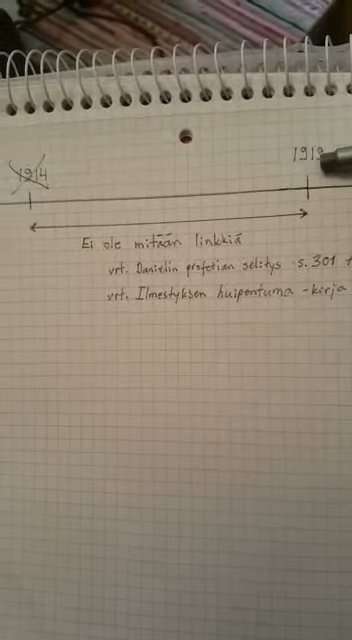 1914
1919
Ei ole mitään linkkiä
vrt. Danielin profetian selitys s. 301
vrt. Ilmestyksen huipentuma -kirja